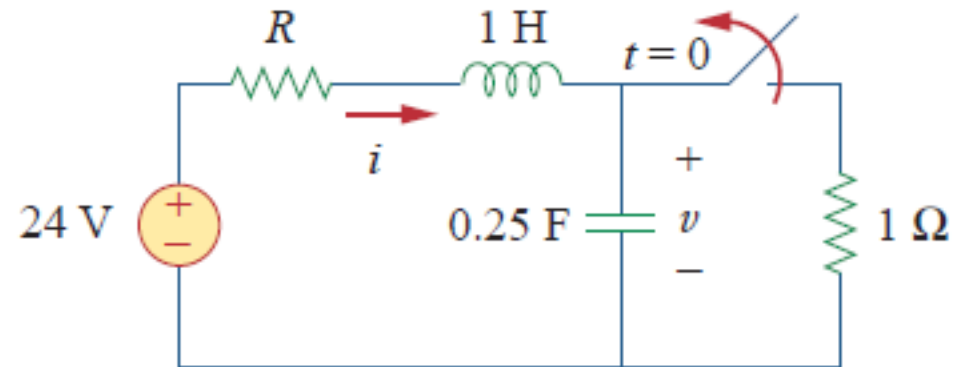 R
1 H
t = 0
i
24 V
+
−
0.25 F
+
v
−
1 Ω